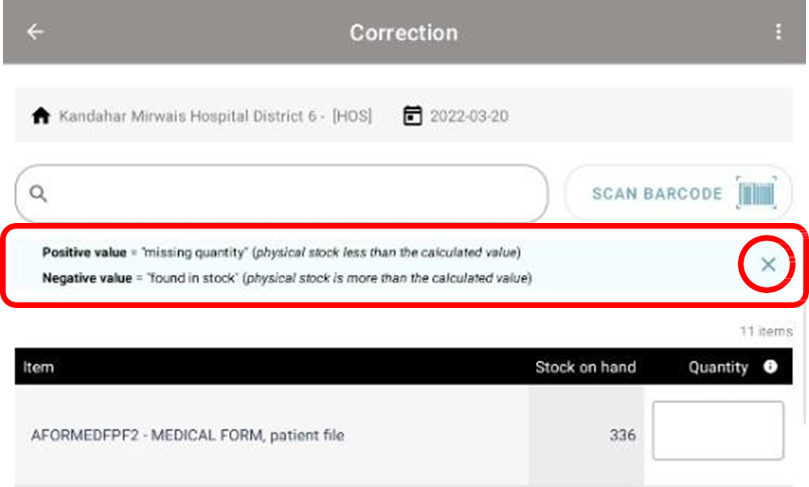 Correction
Kandahar Mirwais Hospital District 6 - [HOS] 2022-03-20
SCAN BARCODE
Positive value = "missing quantity" (physical stock less than the calculated value)
Negative value = "found in stock" (physical stock is more than the calculated value)
11 items
Item Stock on hand Quantity
AFORMEDFPF2 - MEDICAL FORM, patient file 336